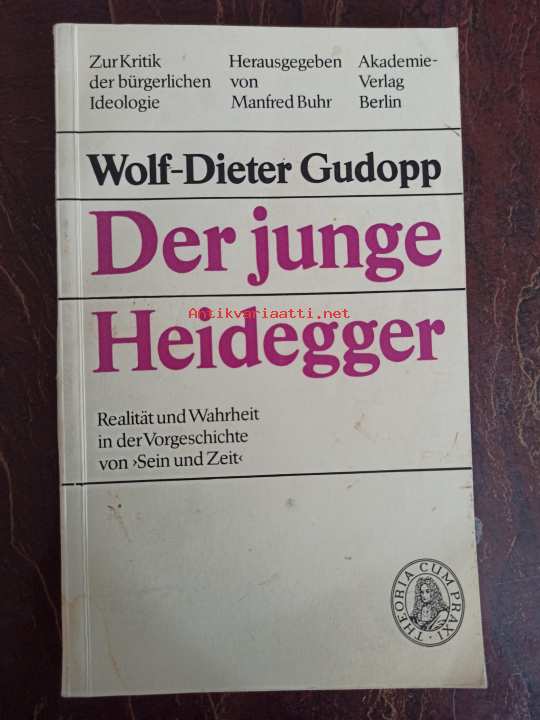 Zur Kritik
der bürgerlichen
Ideologie
Herausgegeben
von
Manfred Buhr
Akademie-
Verlag
Berlin
Wolf-Dieter Gudopp
Der junge
Antikvariaatti.net
Heidegger
Realität und Wahrheit
in der Vorgeschichte
von ›Sein und Zeit‹
THEORIA CUM PRAXI